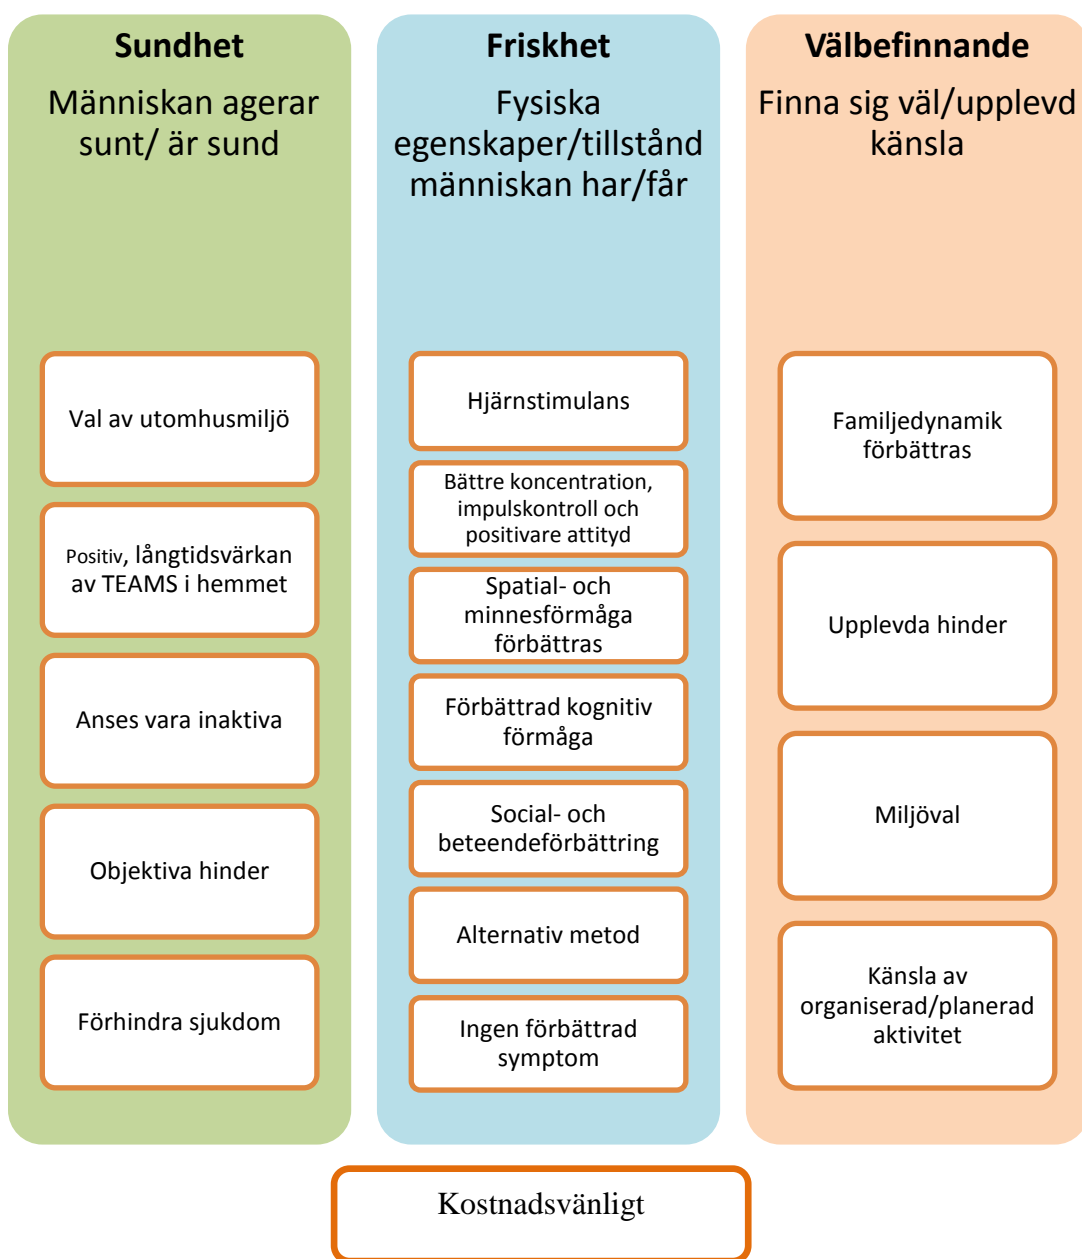 Sundhet
Människan agerar
sunt/ är sund
Val av utomhusmiljö
Positiv, långtidsvärkan
av TEAMS i hemmet
Anses vara inaktiva
Objektiva hinder
Förhindra sjukdom
Friskhet
Fysiska
egenskaper/tillstånd
människan har/får
Hjärnstimulans
Bättre koncentration,
impulskontroll och
positivare attityd
Spatial- och
minnesförmåga
förbättras
Förbättrad kognitiv
förmåga
Social- och
beteendeförbättring
Alternativ metod
Ingen förbättrad
symptom
Välbefinnande
Finna sig väl/upplevd
känsla
Familjedynamik
förbättras
Upplevda hinder
Miljöval
Känsla av
organiserad/planerad
aktivitet
Kostnadsvänligt